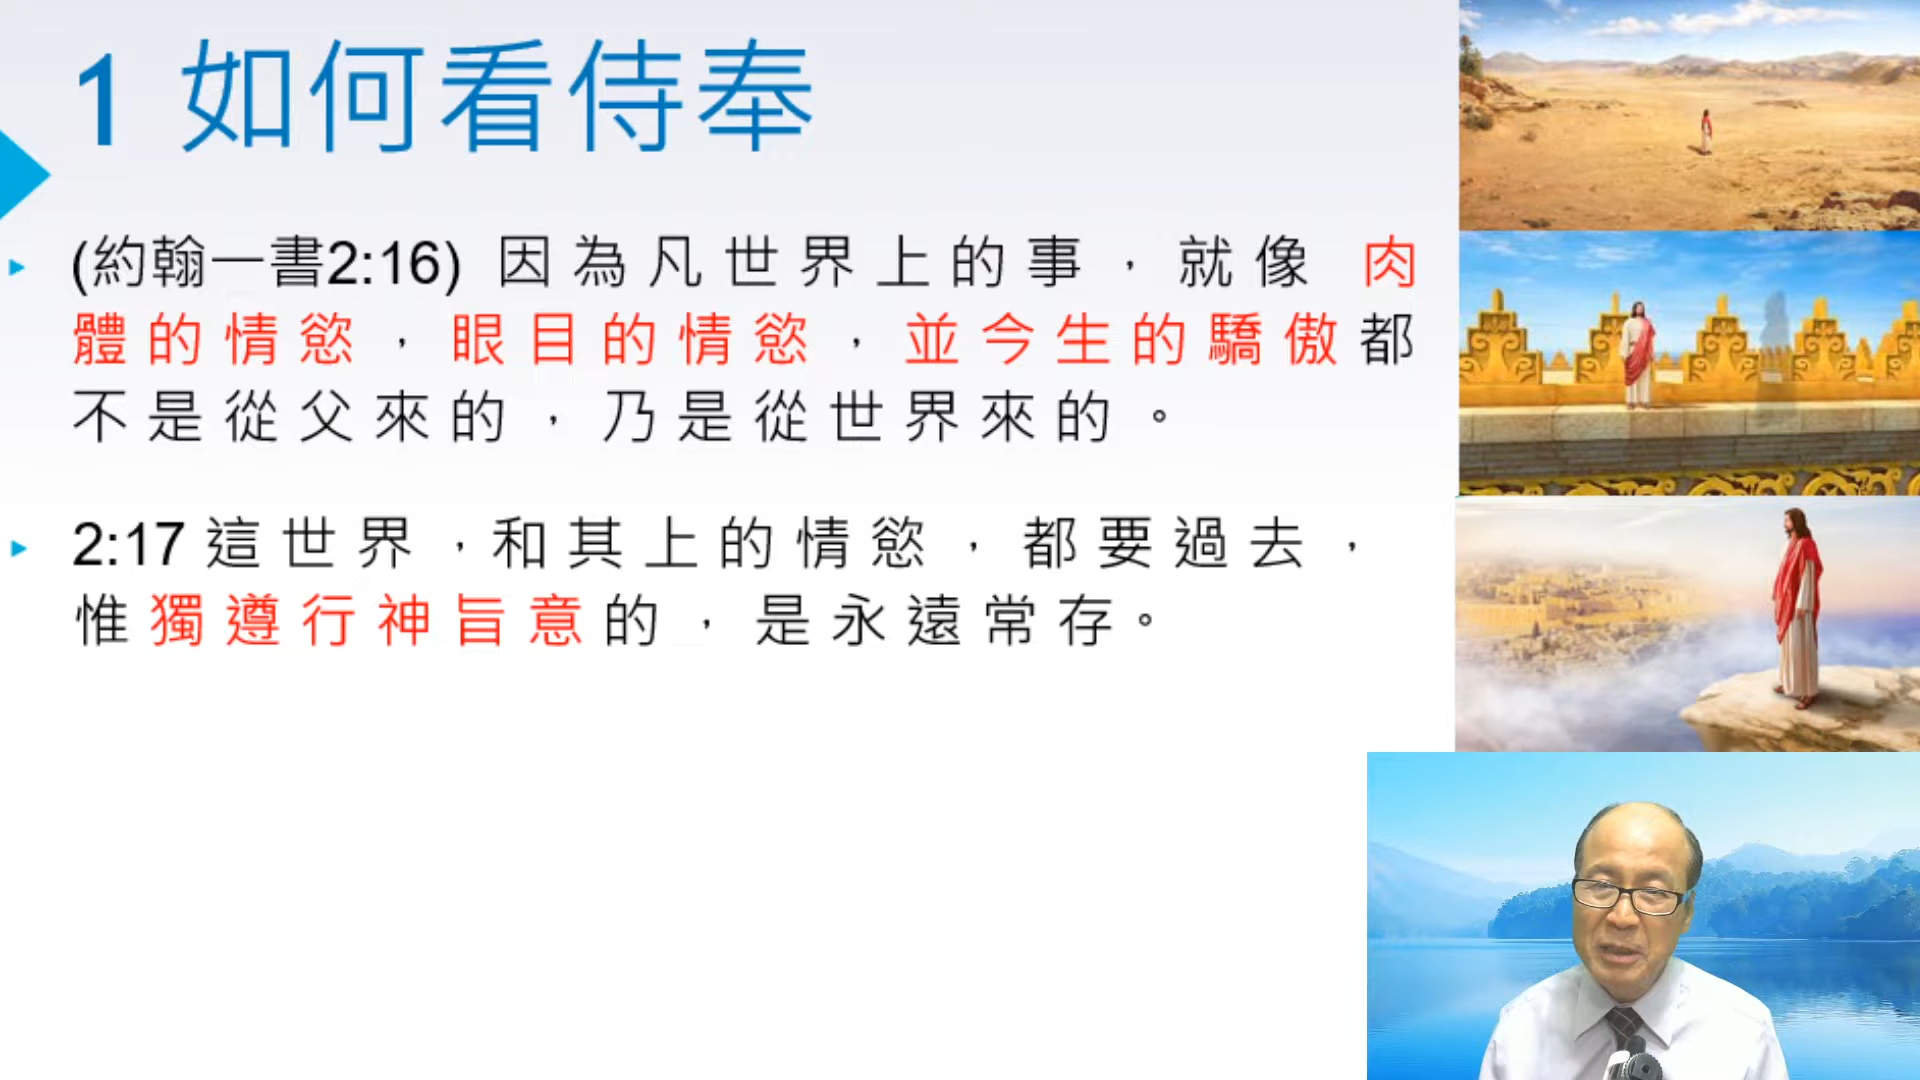 1 如何看侍奉
(約翰一書2:16) 因為凡世界上的事，就像 肉
體的情慾，眼目的情慾，並今生的驕傲都
不是從父來的，乃是從世界來的。
2:17 這世界，和其上的情慾，都要過去，
惟獨遵行神旨意的，是永遠常存。